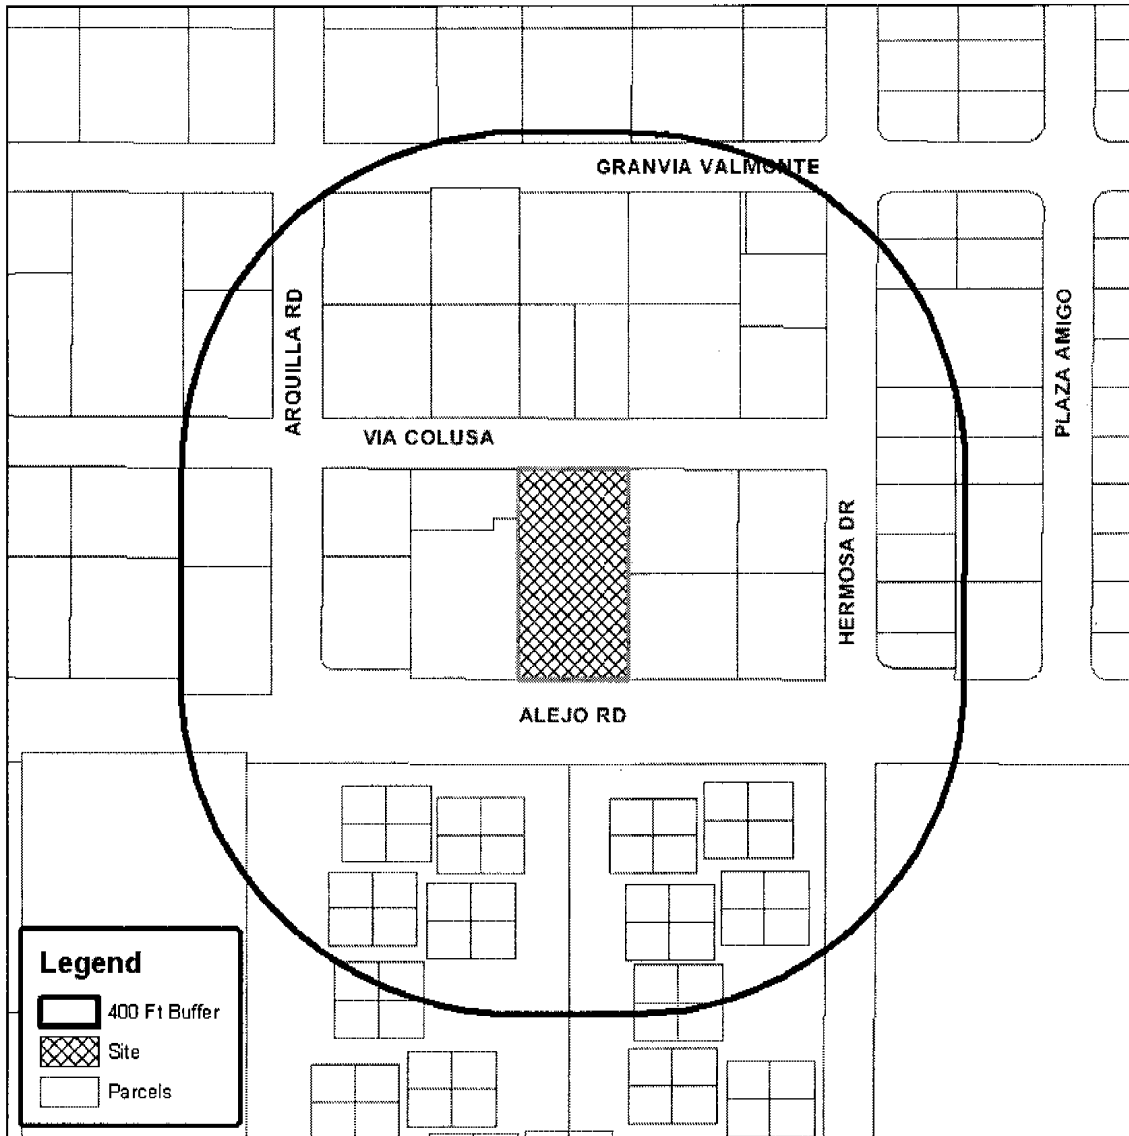 GRANVIA VALMONTE
ARQUILLA RD
PLAZA AMIGO
VIA COLUSA
HERMOSA DR
ALEJO RD
Legend
400 Ft Buffer
Site
Parcels